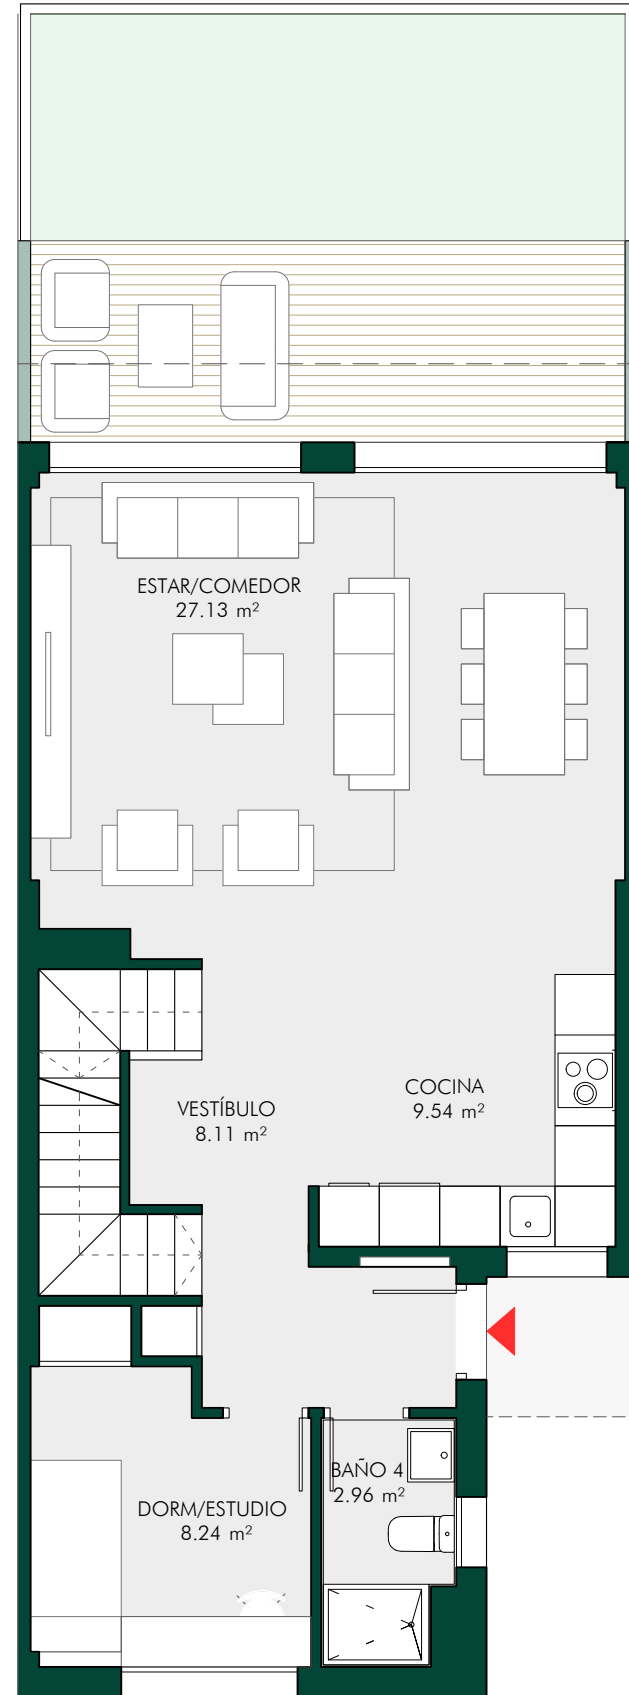 ESTAR/COMEDOR
27.13 m²
COCINA
9.54 m²
VESTÍBULO
8.11 m²
BAÑO 4
2.96 m²
DORM/ESTUDIO
8.24 m²